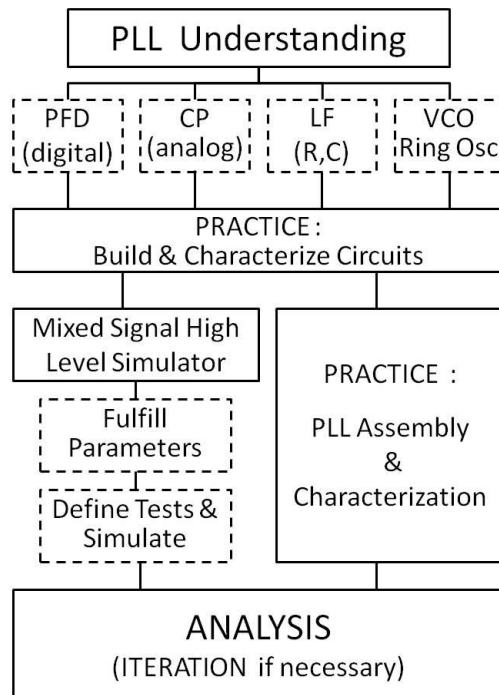 PLL Understanding
PFD
(digital)
CP
(analog)
LF
(R,C)
VCO
Ring Osc
PRACTICE :
Build & Characterize Circuits
Mixed Signal High
Level Simulator
Fulfill
Parameters
Define Tests &
Simulate
PRACTICE :
PLL Assembly
&
Characterization
ANALYSIS
(ITERATION if necessary)